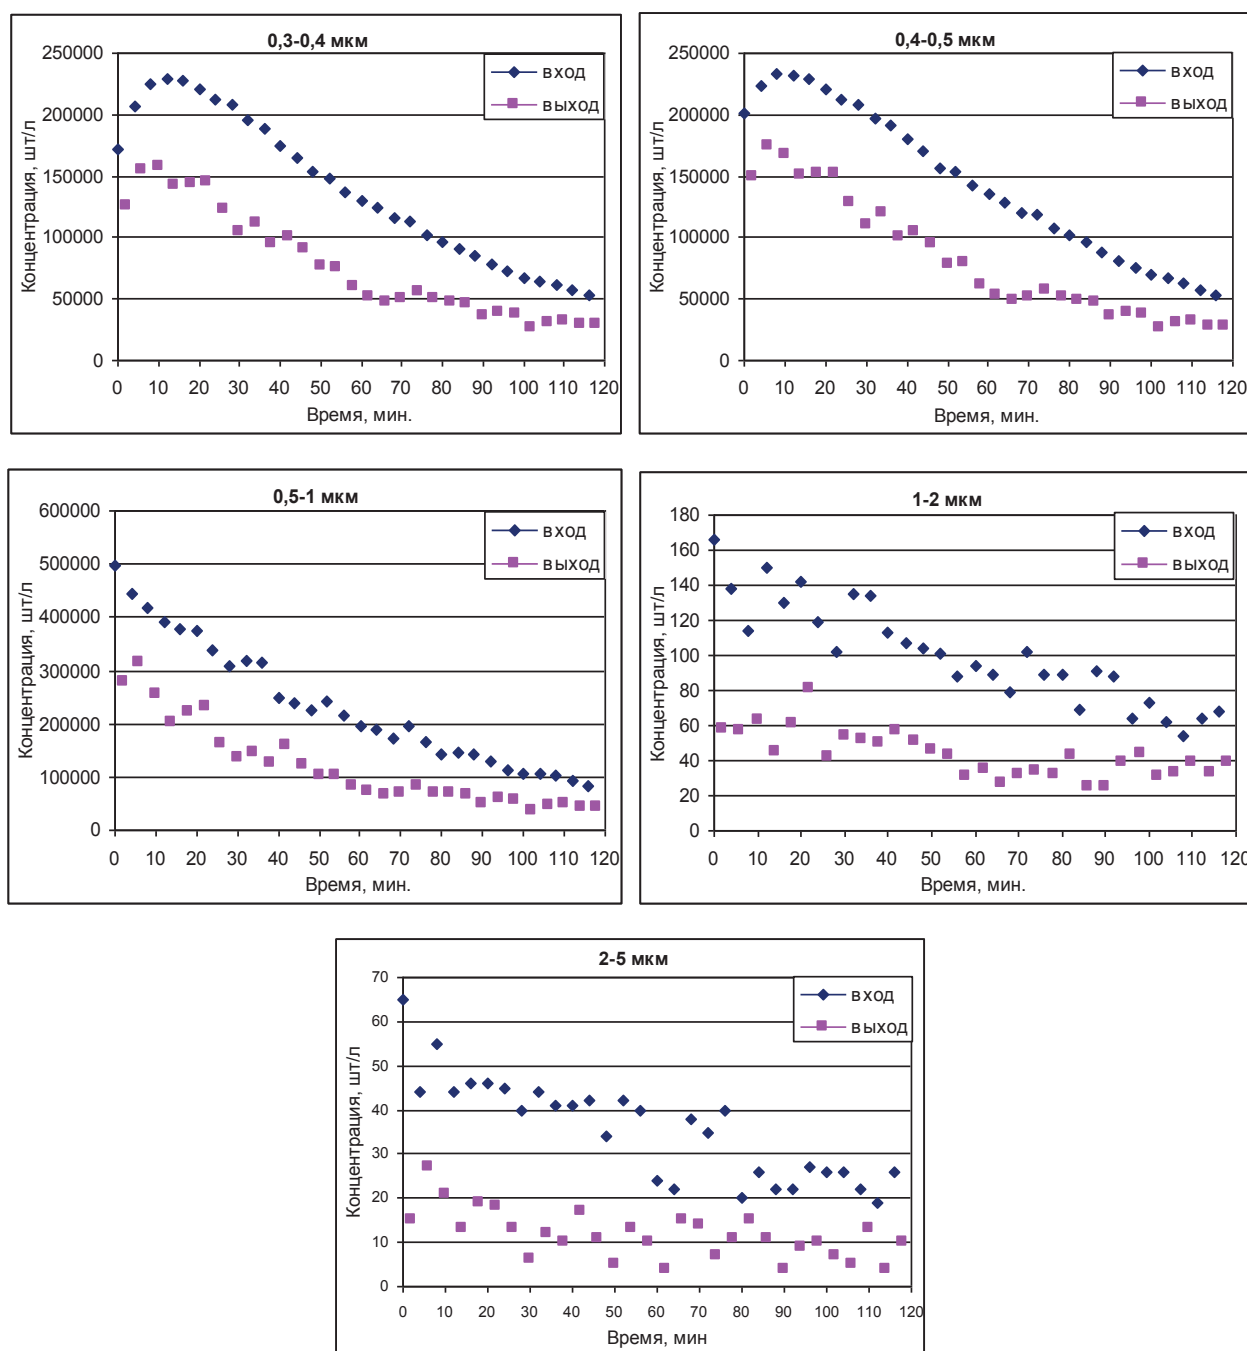 0,3-0,4 мкм
250000
200000
150000
100000
50000
0
Концентрация, шт/л
вход
выход
0 10 20 30 40 50 60 70 80 90 100 110 120
Время, мин.
0,4-0,5 мкм
250000
200000
150000
100000
50000
0
Концентрация, шт/л
вход
выход
0 10 20 30 40 50 60 70 80 90 100 110 120
Время, мин.
0,5-1 мкм
600000
500000
400000
300000
200000
100000
0
Концентрация, шт/л
вход
выход
0 10 20 30 40 50 60 70 80 90 100 110 120
Время, мин.
1-2 мкм
180
160
140
120
100
80
60
40
20
0
Концентрация, шт/л
вход
выход
0 10 20 30 40 50 60 70 80 90 100 110 120
Время, мин.
2-5 мкм
70
60
50
40
30
20
10
0
Концентрация, шт/л
вход
выход
0 10 20 30 40 50 60 70 80 90 100 110 120
Время, мин